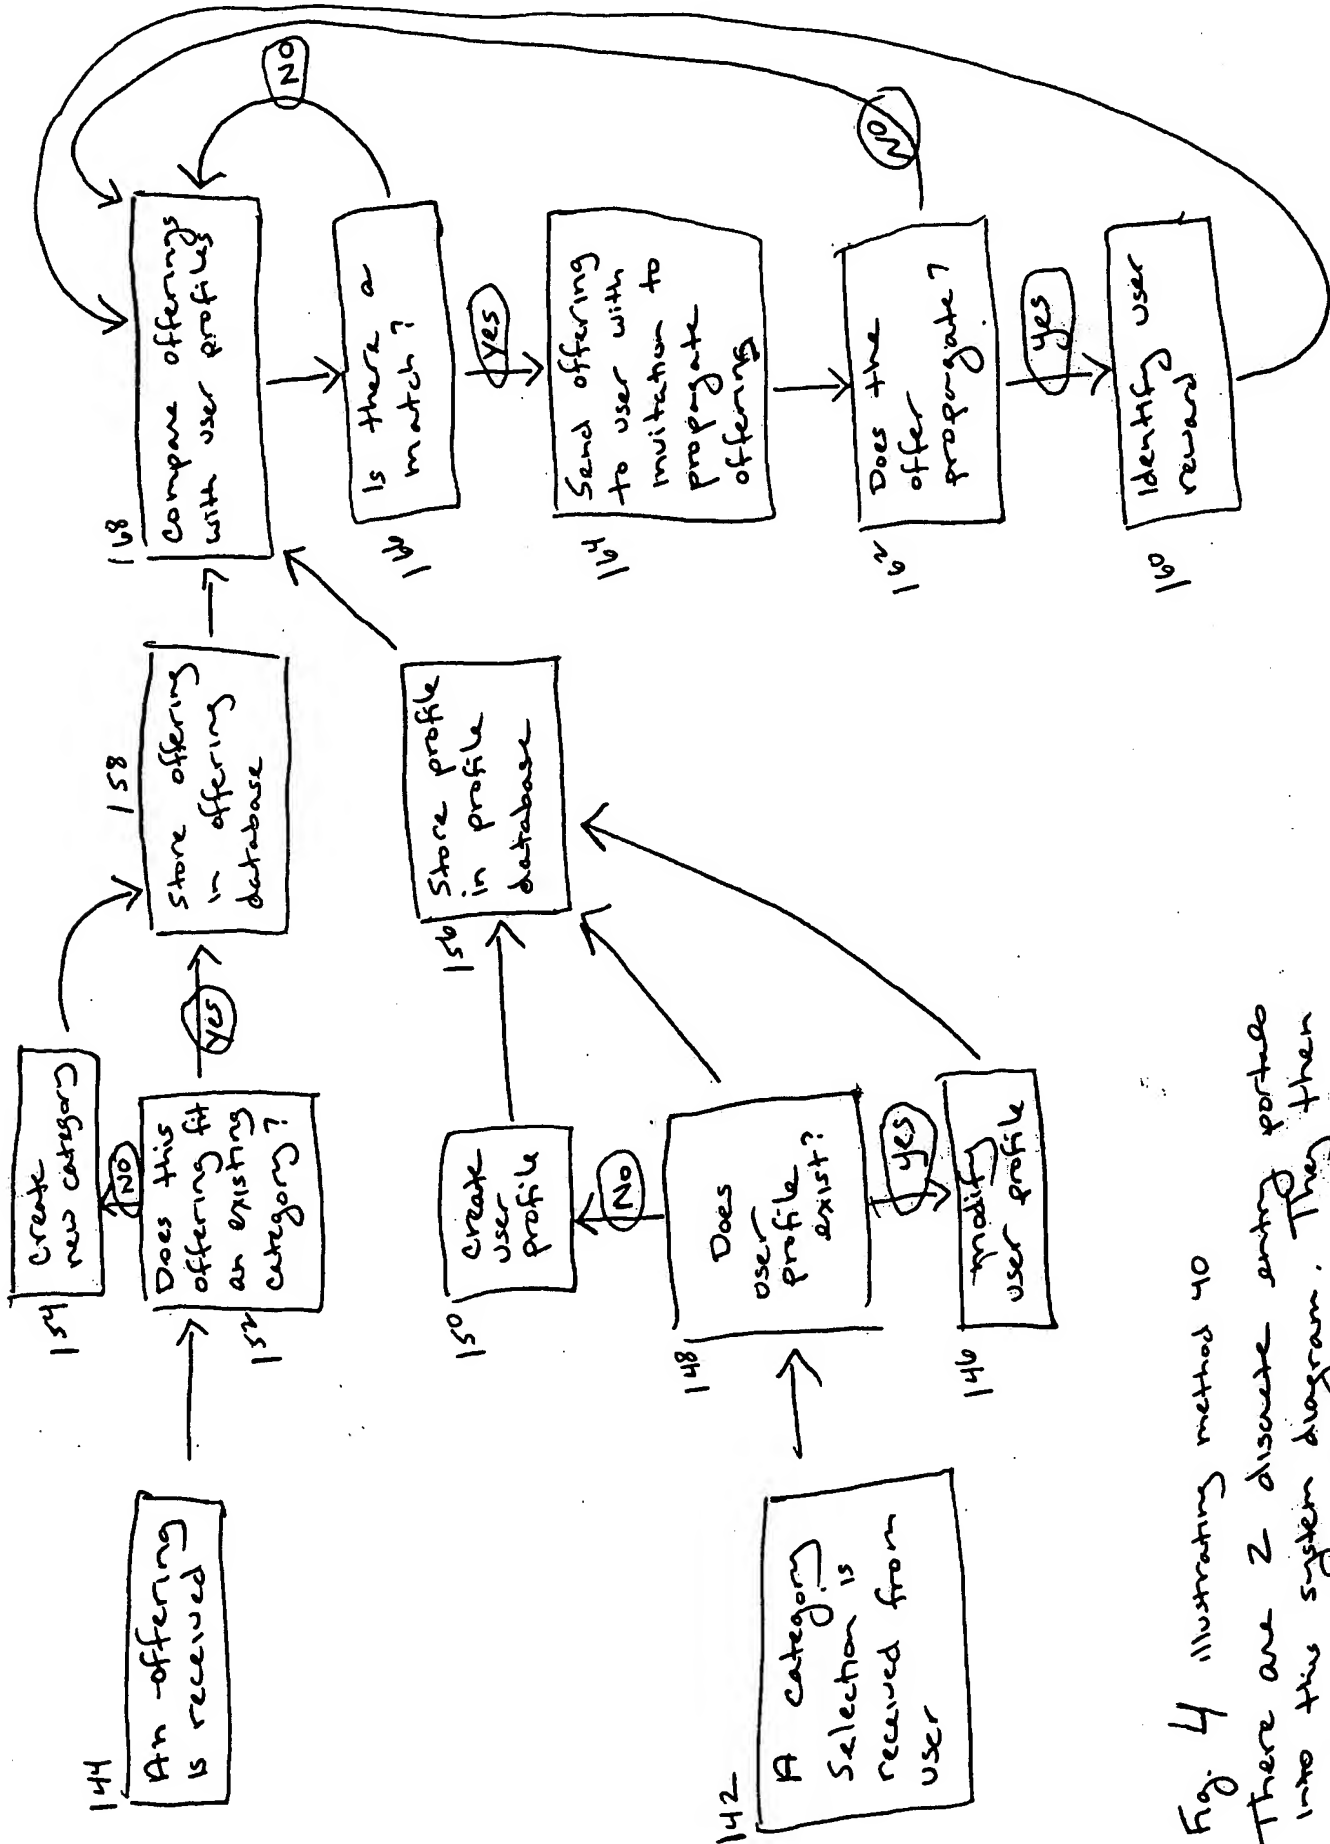 144
An offering
is received
154
Create
new category
NO
Does this
offering fit
an existing
category?
152
Yes
158
Store offering
in offering
database
168
Compare offerings
with user profiles
NO
Is there a
match?
166
yes
Send offering
to user with
invitation to
propagate
offering
164
NO
Does the
offer
propagate?
162
yes
Identify user
reward
160
142
A category
Selection is
received from
user
150
Create
user
profile
No
148
Does
user
profile
exist?
yes
modify
user profile
146
156
Store profile
in profile
database
Fig. 4 illustrating method 40
There are 2 discrete entry portals
into this system diagram. They then